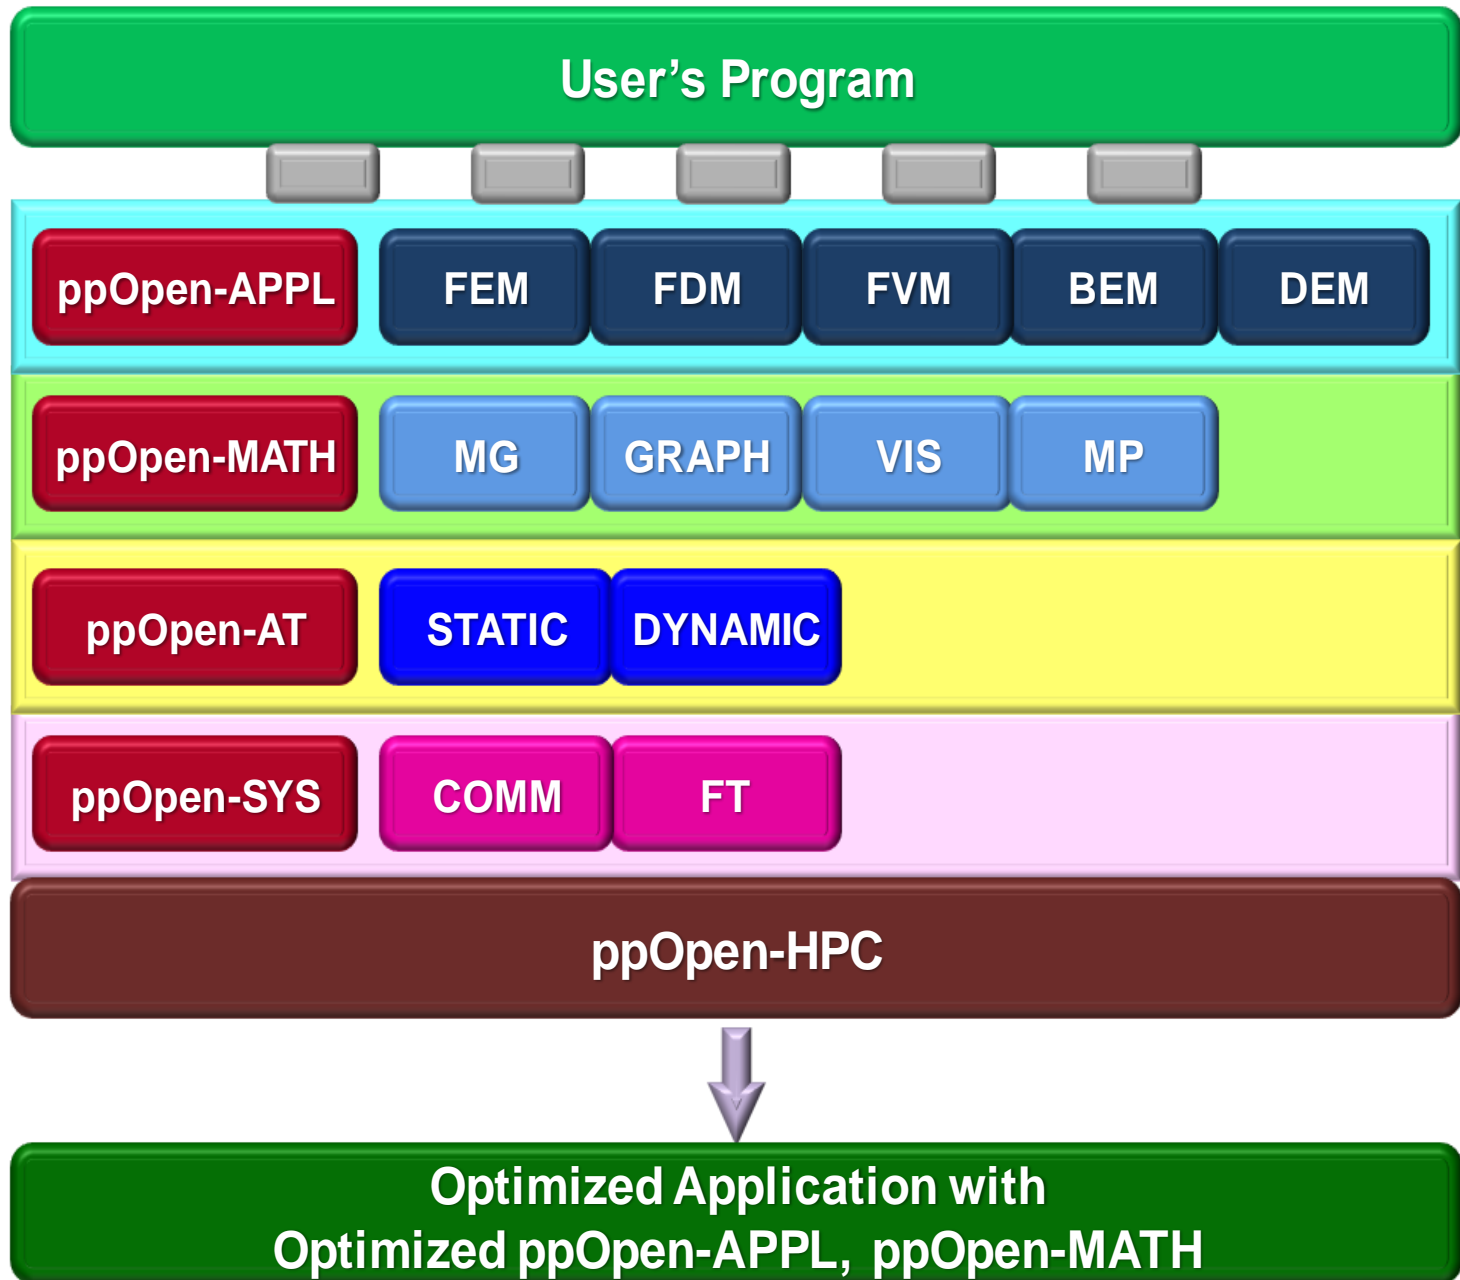 User’s Program
ppOpen-APPL FEM FDM FVM BEM DEM
ppOpen-MATH MG GRAPH VIS MP
ppOpen-AT STATIC DYNAMIC
ppOpen-SYS COMM FT
ppOpen-HPC
Optimized Application with
Optimized ppOpen-APPL, ppOpen-MATH